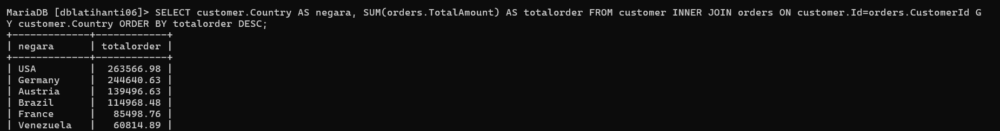 MariaDB [dblatihanti06]> SELECT customer.Country AS negara, SUM(orders.TotalAmount) AS totalorder FROM customer INNER JOIN orders ON customer.Id=orders.CustomerId G
Y customer.Country ORDER BY totalorder DESC;
+-------------+------------+
| negara      | totalorder |
+-------------+------------+
| USA         |  263566.98 |
| Germany     |  244640.63 |
| Austria     |  139496.63 |
| Brazil      |  114968.48 |
| France      |   85498.76 |
| Venezuela   |   60814.89 |